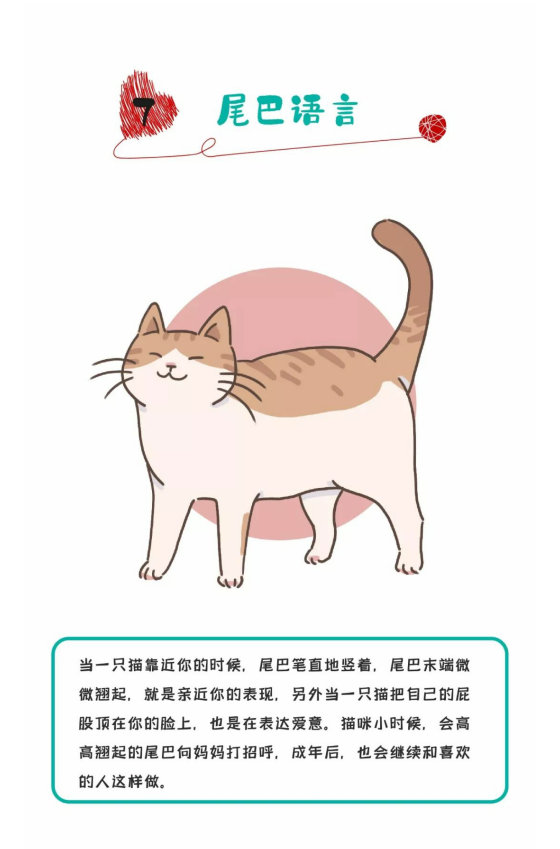 7
尾巴语言
当一只猫靠近你的时候，尾巴笔直地竖着，尾巴末端微
微翘起，就是亲近你的表现，另外当一只猫把自己的屁
股顶在你的脸上，也是在表达爱意。猫咪小时候，会高
高翘起的尾巴向妈妈打招呼，成年后，也会继续和喜欢
的人这样做。